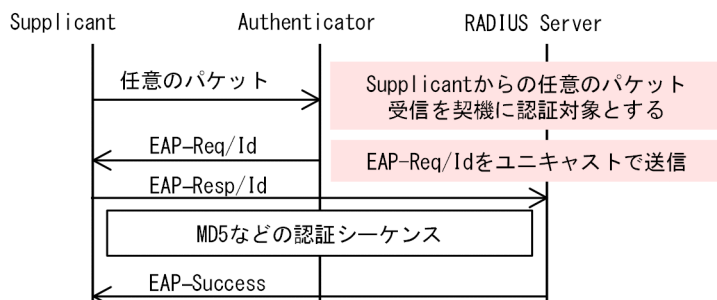 Supplicant Authenticator RADIUS Server
任意のパケット
Supplicantからの任意のパケット
受信を契機に認証対象とする
EAP-Req/Id
EAP-Req/Idをユニキャストで送信
EAP-Resp/Id
MD5などの認証シーケンス
EAP-Success